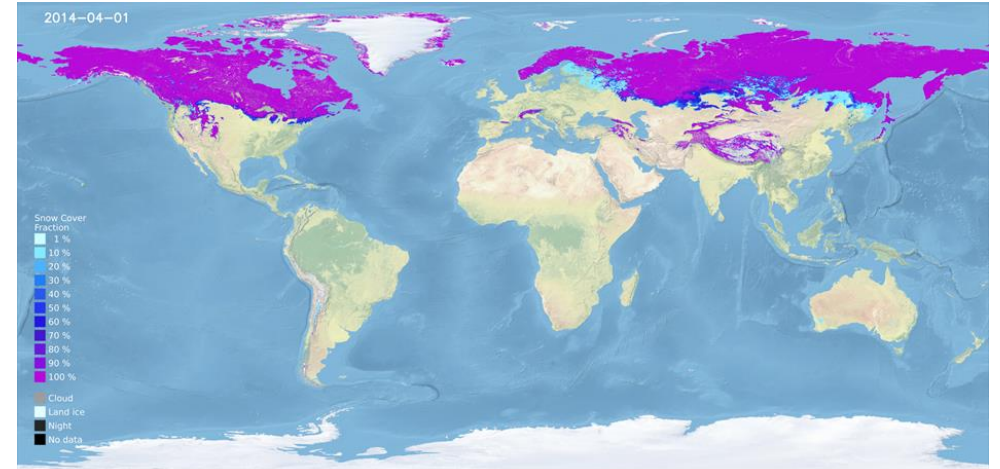 2014-04-01
Snow Cover
Fraction
1 %
10 %
20 %
30 %
40 %
50 %
60 %
70 %
80 %
90 %
100 %
Cloud
Land ice
Night
No data